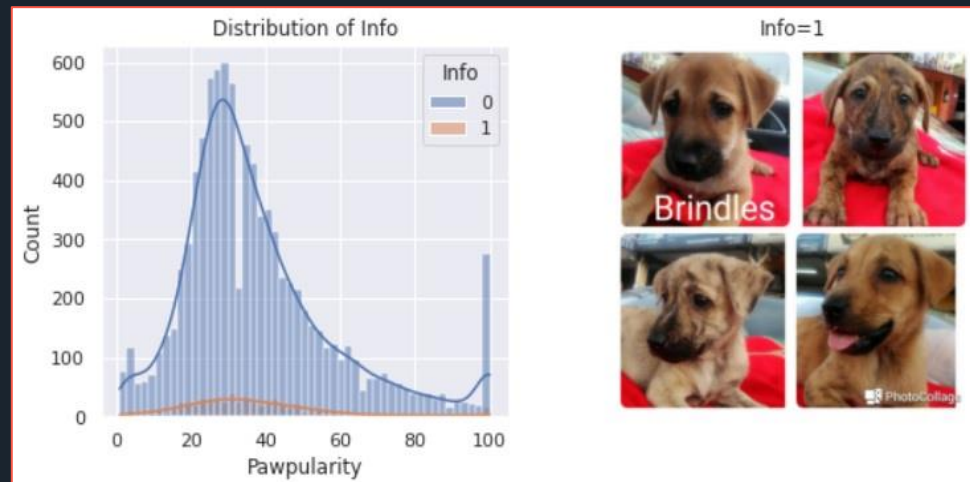 Distribution of Info
600
500
400
300
200
100
0
Count
0 20 40 60 80 100
Pawpularity
Info
0
1
Info=1
Brindles
PhotoCollage